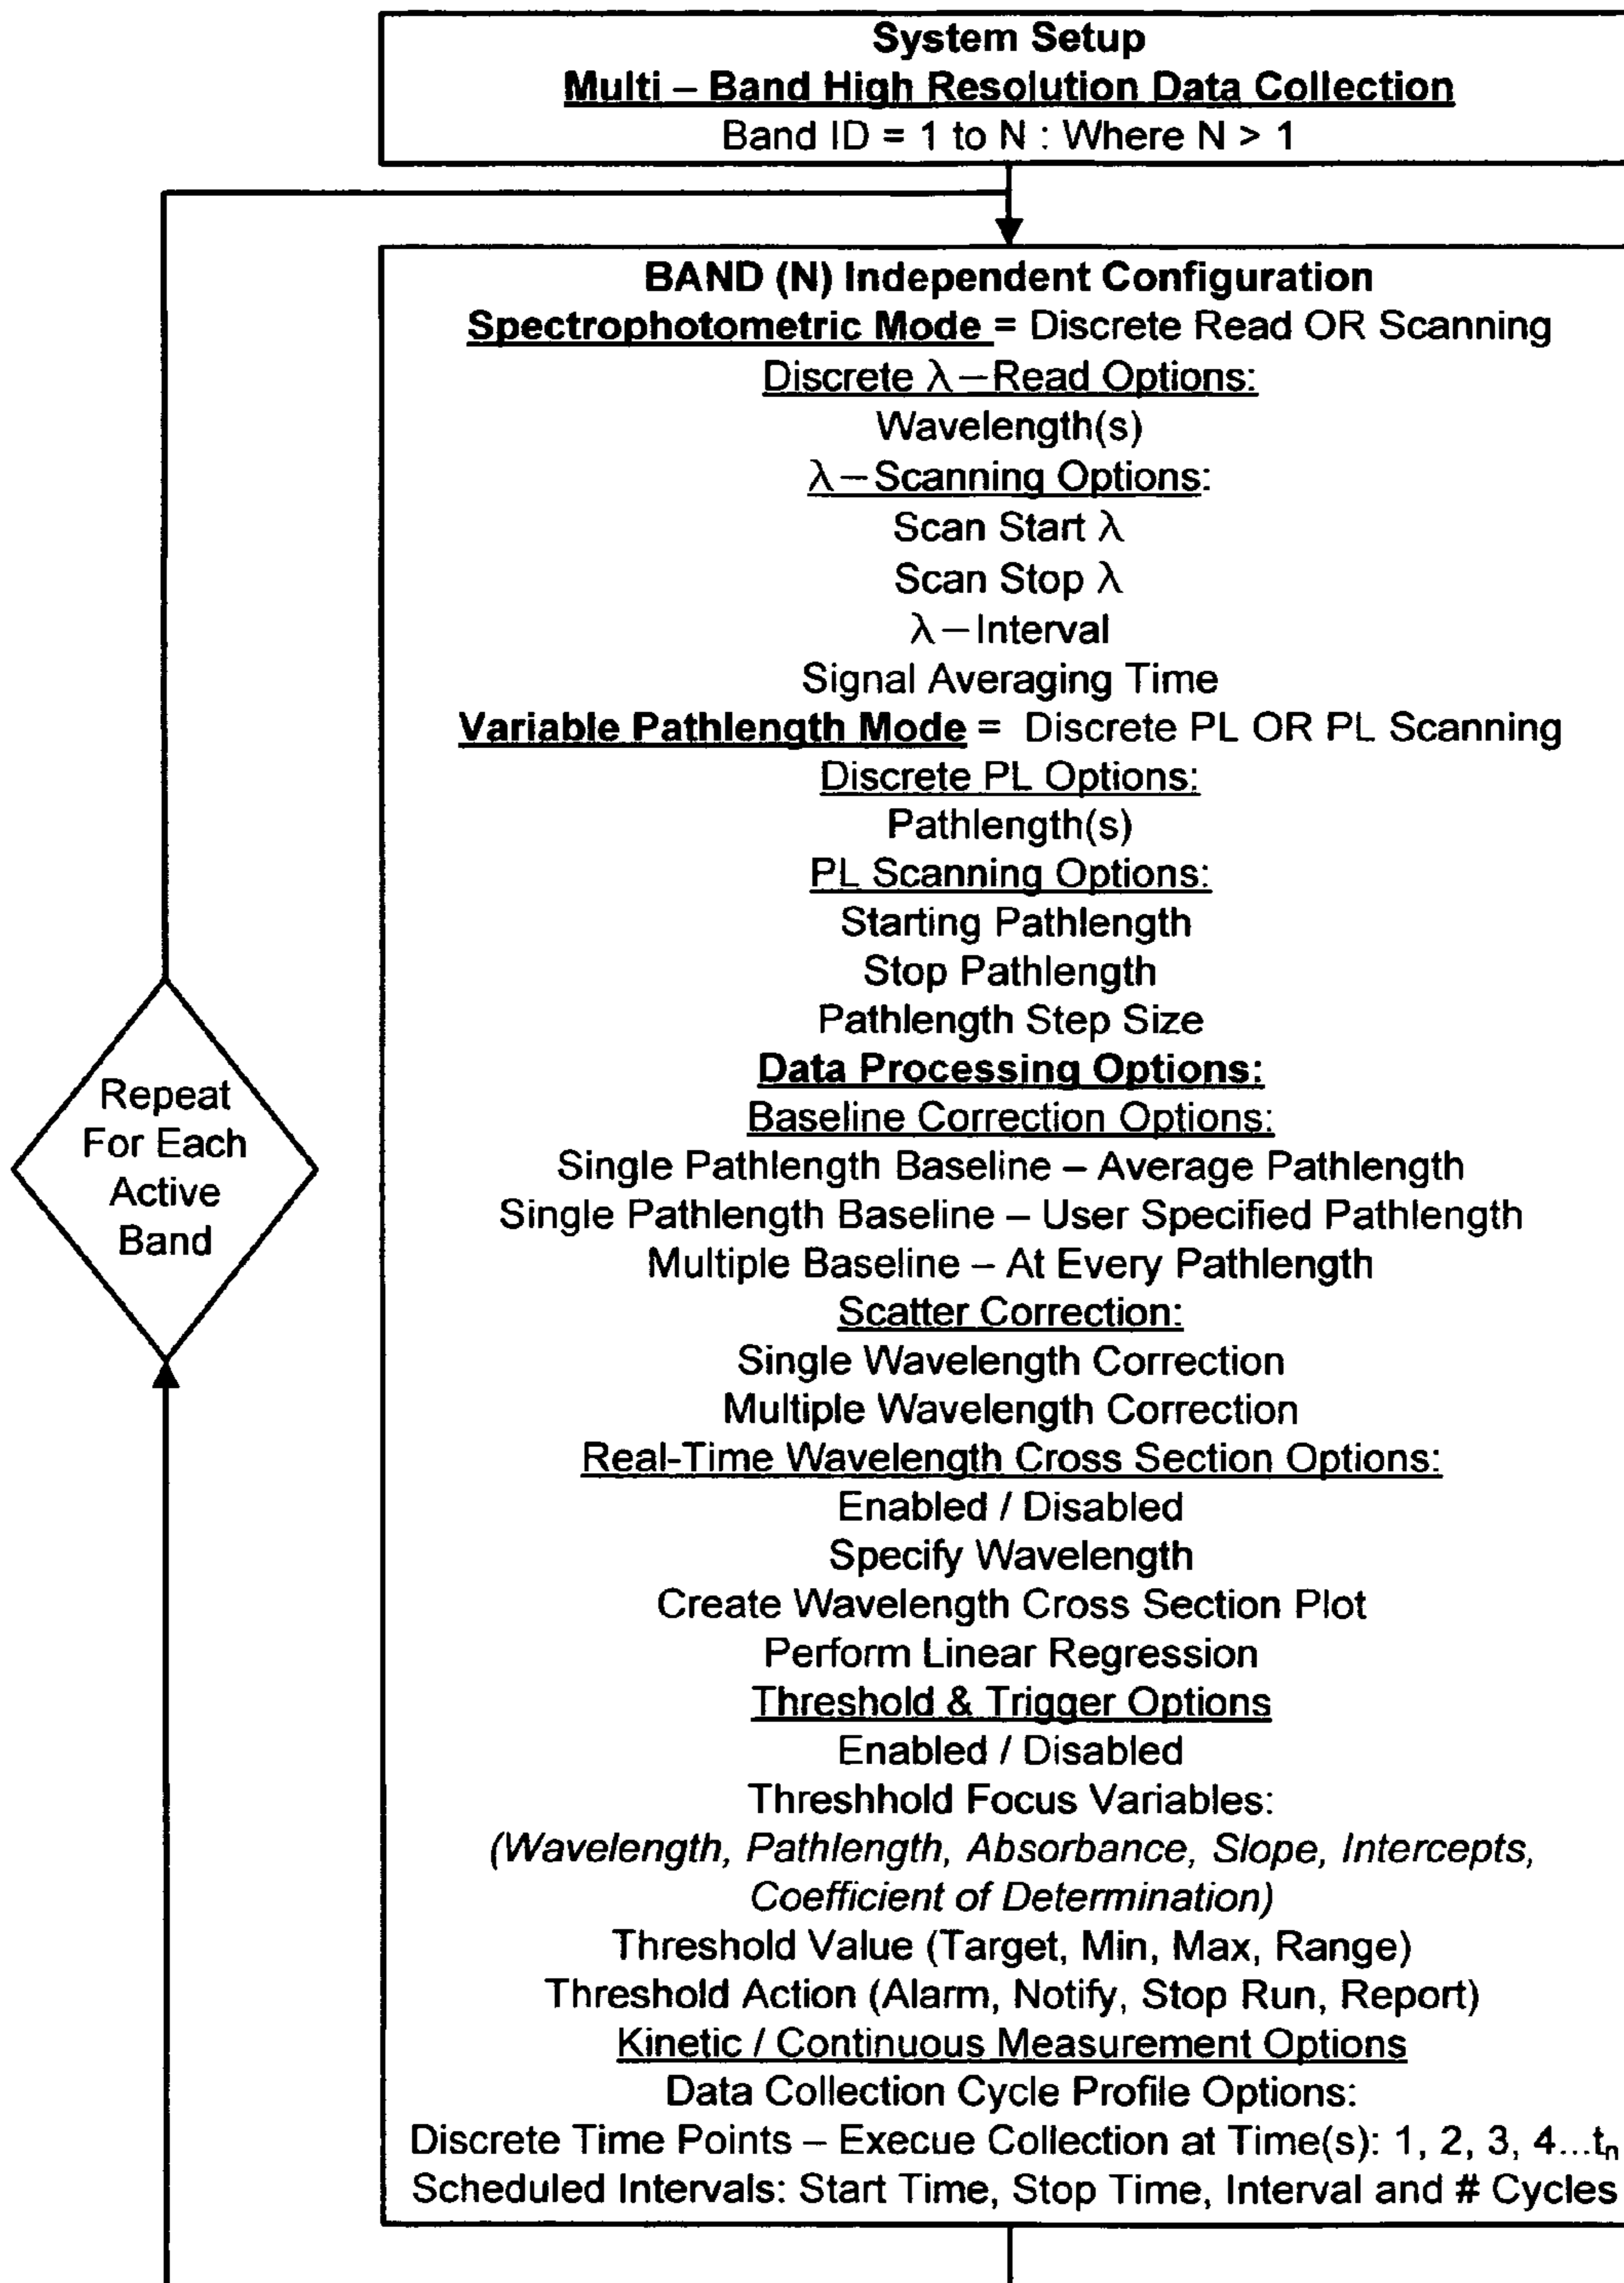 System Setup
Multi – Band High Resolution Data Collection
Band ID = 1 to N : Where N > 1
BAND (N) Independent Configuration
Spectrophotometric Mode = Discrete Read OR Scanning
Discrete λ–Read Options:
Wavelength(s)
λ–Scanning Options:
Scan Start λ
Scan Stop λ
λ–Interval
Signal Averaging Time
Variable Pathlength Mode = Discrete PL OR PL Scanning
Discrete PL Options:
Pathlength(s)
PL Scanning Options:
Starting Pathlength
Stop Pathlength
Pathlength Step Size
Data Processing Options:
Baseline Correction Options:
Single Pathlength Baseline – Average Pathlength
Single Pathlength Baseline – User Specified Pathlength
Multiple Baseline – At Every Pathlength
Scatter Correction:
Single Wavelength Correction
Multiple Wavelength Correction
Real-Time Wavelength Cross Section Options:
Enabled / Disabled
Specify Wavelength
Create Wavelength Cross Section Plot
Perform Linear Regression
Threshold & Trigger Options
Enabled / Disabled
Threshhold Focus Variables:
(Wavelength, Pathlength, Absorbance, Slope, Intercepts,
Coefficient of Determination)
Threshold Value (Target, Min, Max, Range)
Threshold Action (Alarm, Notify, Stop Run, Report)
Kinetic / Continuous Measurement Options
Data Collection Cycle Profile Options:
Discrete Time Points – Execue Collection at Time(s): 1, 2, 3, 4...tₙ
Scheduled Intervals: Start Time, Stop Time, Interval and # Cycles
Repeat
For Each
Active
Band